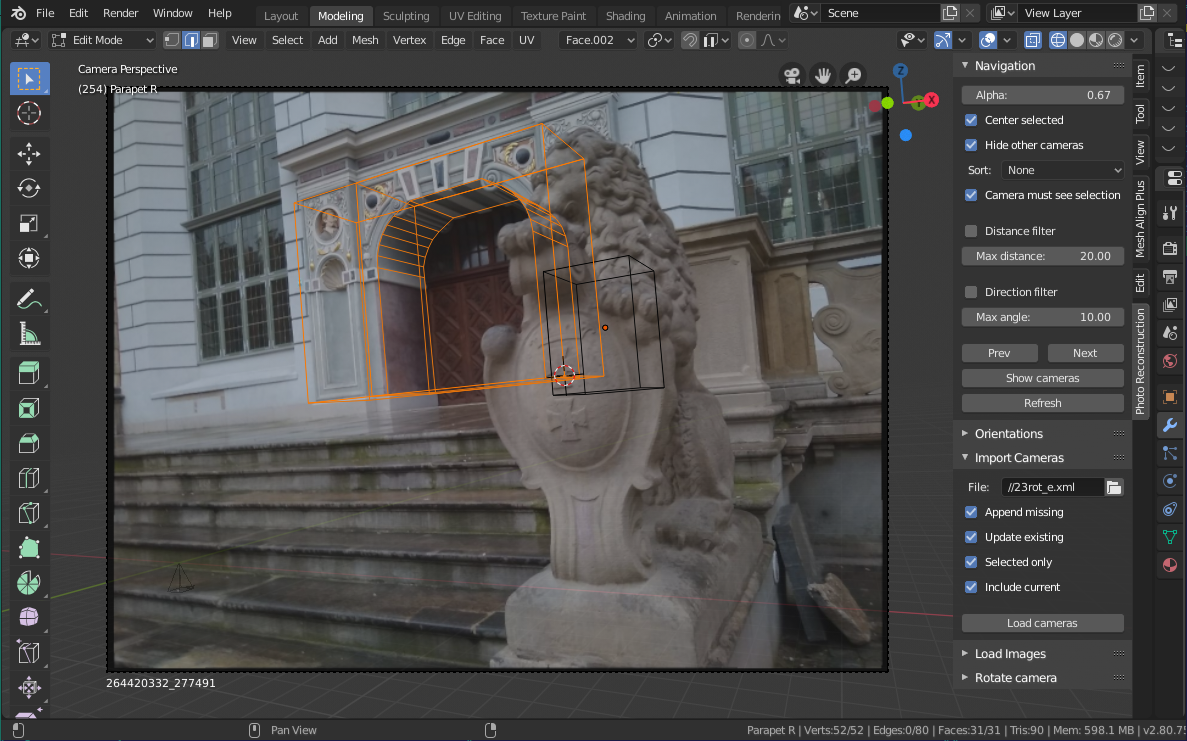 File Edit Render Window Help Layout Modeling Sculpting UV Editing Texture Paint Shading Animation Renderin Scene View Layer
Edit Mode View Select Add Mesh Vertex Edge Face UV Face.002
Camera Perspective
(254) Parapet R
Z
Y
X
Navigation
Alpha: 0.67
Center selected
Hide other cameras
Sort: None
Camera must see selection
Distance filter
Max distance: 20.00
Direction filter
Max angle: 10.00
Prev Next
Show cameras
Refresh
Orientations
Import Cameras
File: //23rot_e.xml
Append missing
Update existing
Selected only
Include current
Load cameras
Load Images
Rotate camera
Item
Tool
View
Mesh Align Plus
Edit
Photo Reconstruction
264420332_277491
Pan View
Parapet R | Verts:52/52 | Edges:0/80 | Faces:31/31 | Tris:90 | Mem: 598.1 MB | v2.80.75